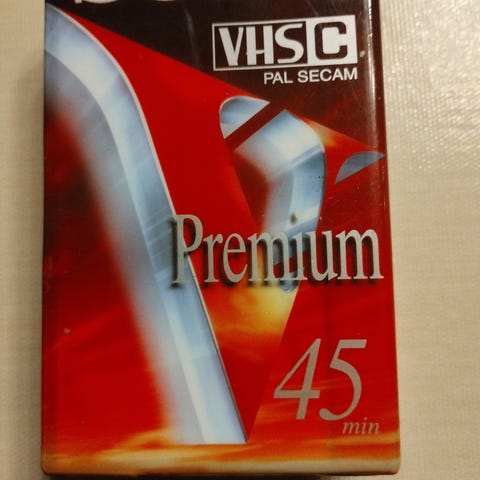 VHS C
PAL SECAM
Premium
45
min